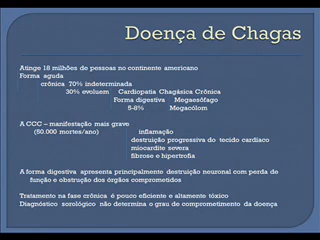 Doença de Chagas
Atinge 18 milhões de pessoas no continente americano
Forma aguda
crônica 70% indeterminada
30% evoluem Cardiopatia Chagásica Crônica
Forma digestiva Megaesôfago
5-8% Megacólom
A CCC – manifestação mais grave
(50.000 mortes/ano) inflamação
destruição progressiva do tecido cardíaco
miocardite severa
fibrose e hipertrofia
A forma digestiva apresenta principalmente destruição neuronal com perda de
função e obstrução dos órgãos comprometidos
Tratamento na fase crônica é pouco eficiente e altamente tóxico
Diagnóstico sorológico não determina o grau de comprometimento da doença